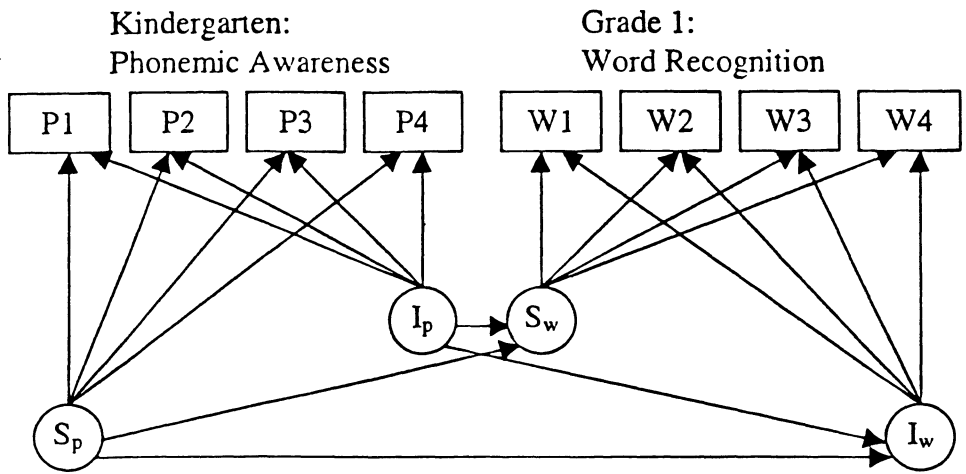 Kindergarten:
Phonemic Awareness
Grade 1:
Word Recognition
P1 P2 P3 P4 W1 W2 W3 W4
Ip Sw
Sp Iw